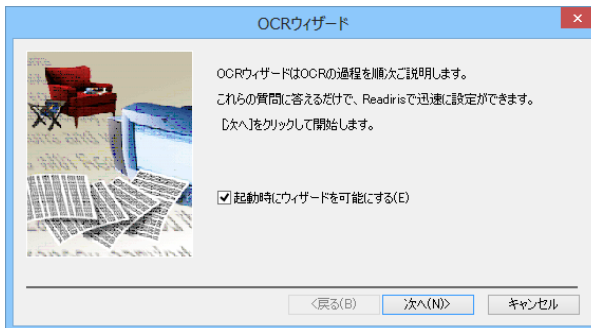 OCRウィザード
OCRウィザードはOCRの過程を順次ご説明します。
これらの質問に答えるだけで、Readirisで迅速に設定ができます。
[次へ]をクリックして開始します。
起動時にウィザードを可能にする(E)
<戻る(B)
次へ(N)>
キャンセル